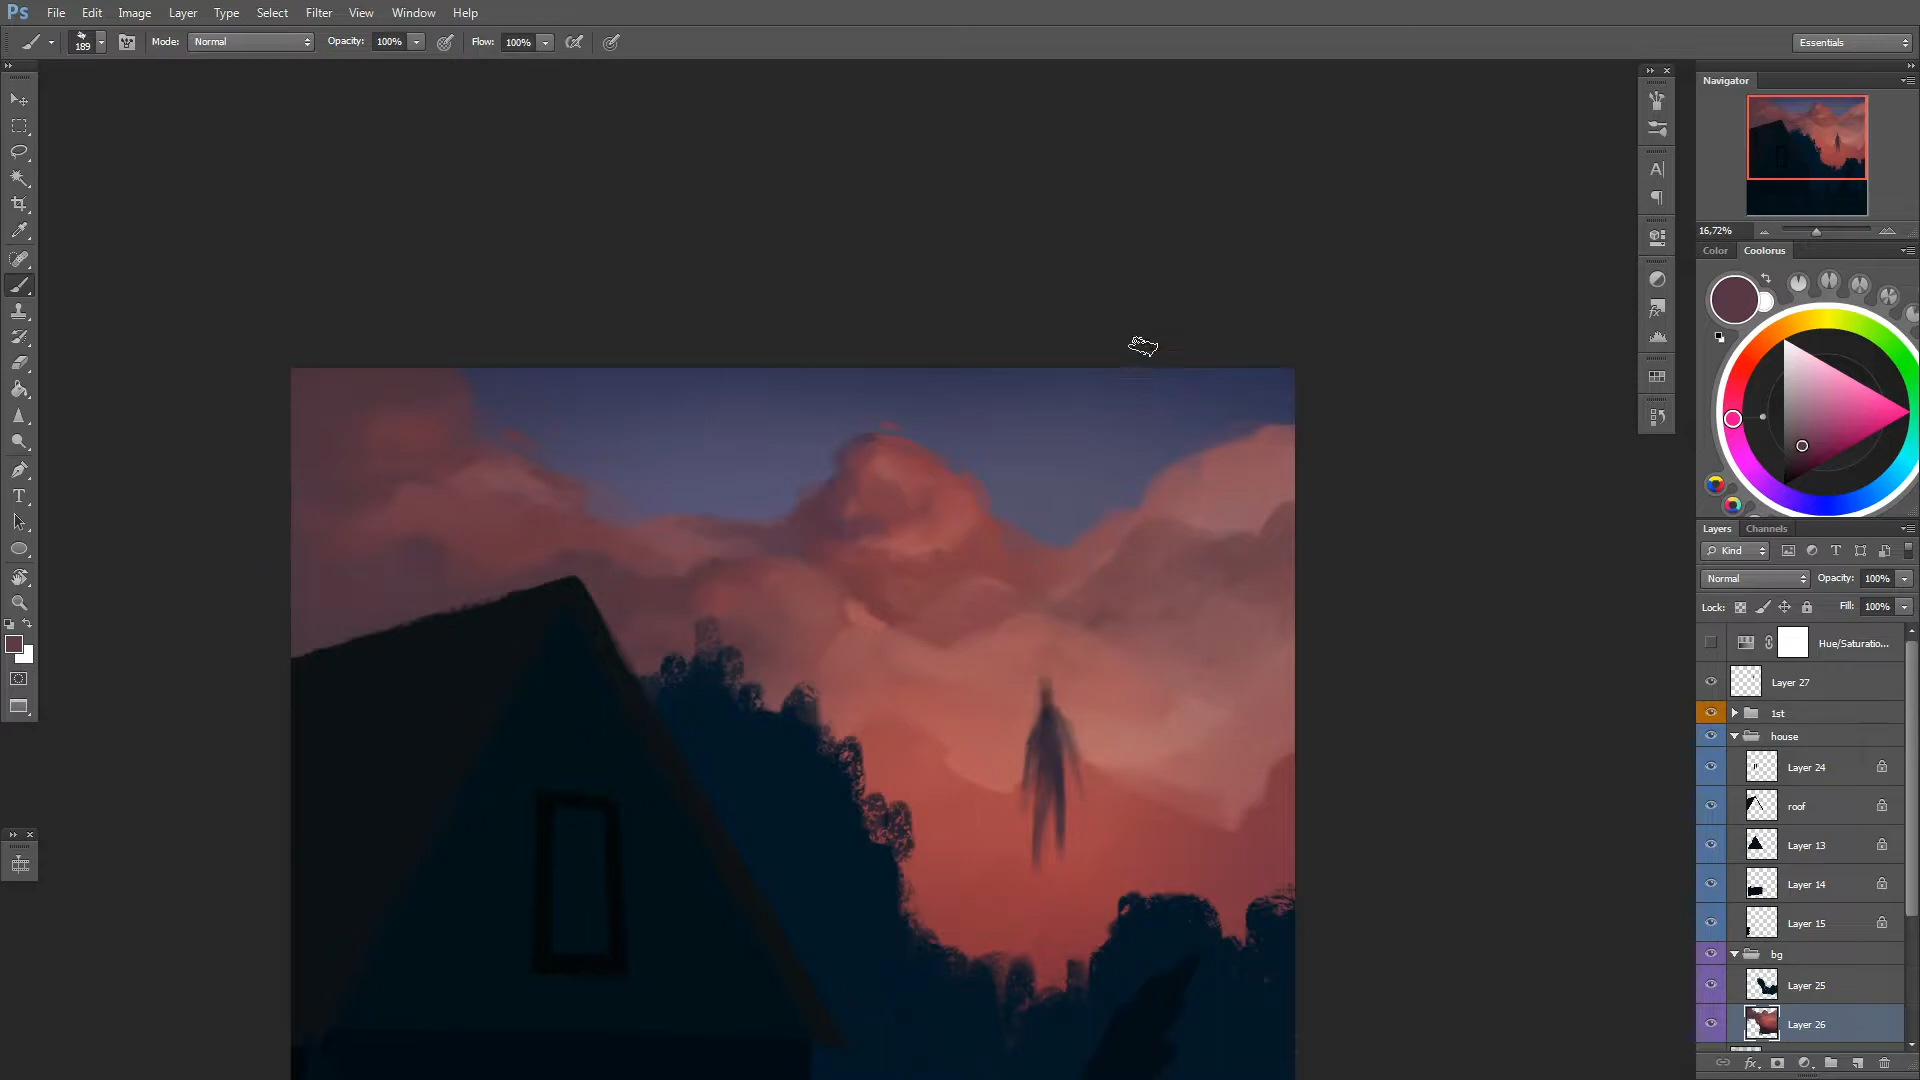 Ps File Edit Image Layer Type Select Filter View Window Help
189 Mode: Normal Opacity: 100% Flow: 100% Essentials
Navigator
16,72%
Color Coolorus
Layers Channels
Kind T
Normal Opacity: 100%
Lock: Fill: 100%
Hue/Saturatio...
Layer 27
1st
house
Layer 24
roof
Layer 13
Layer 14
Layer 15
bg
Layer 25
Layer 26
fx